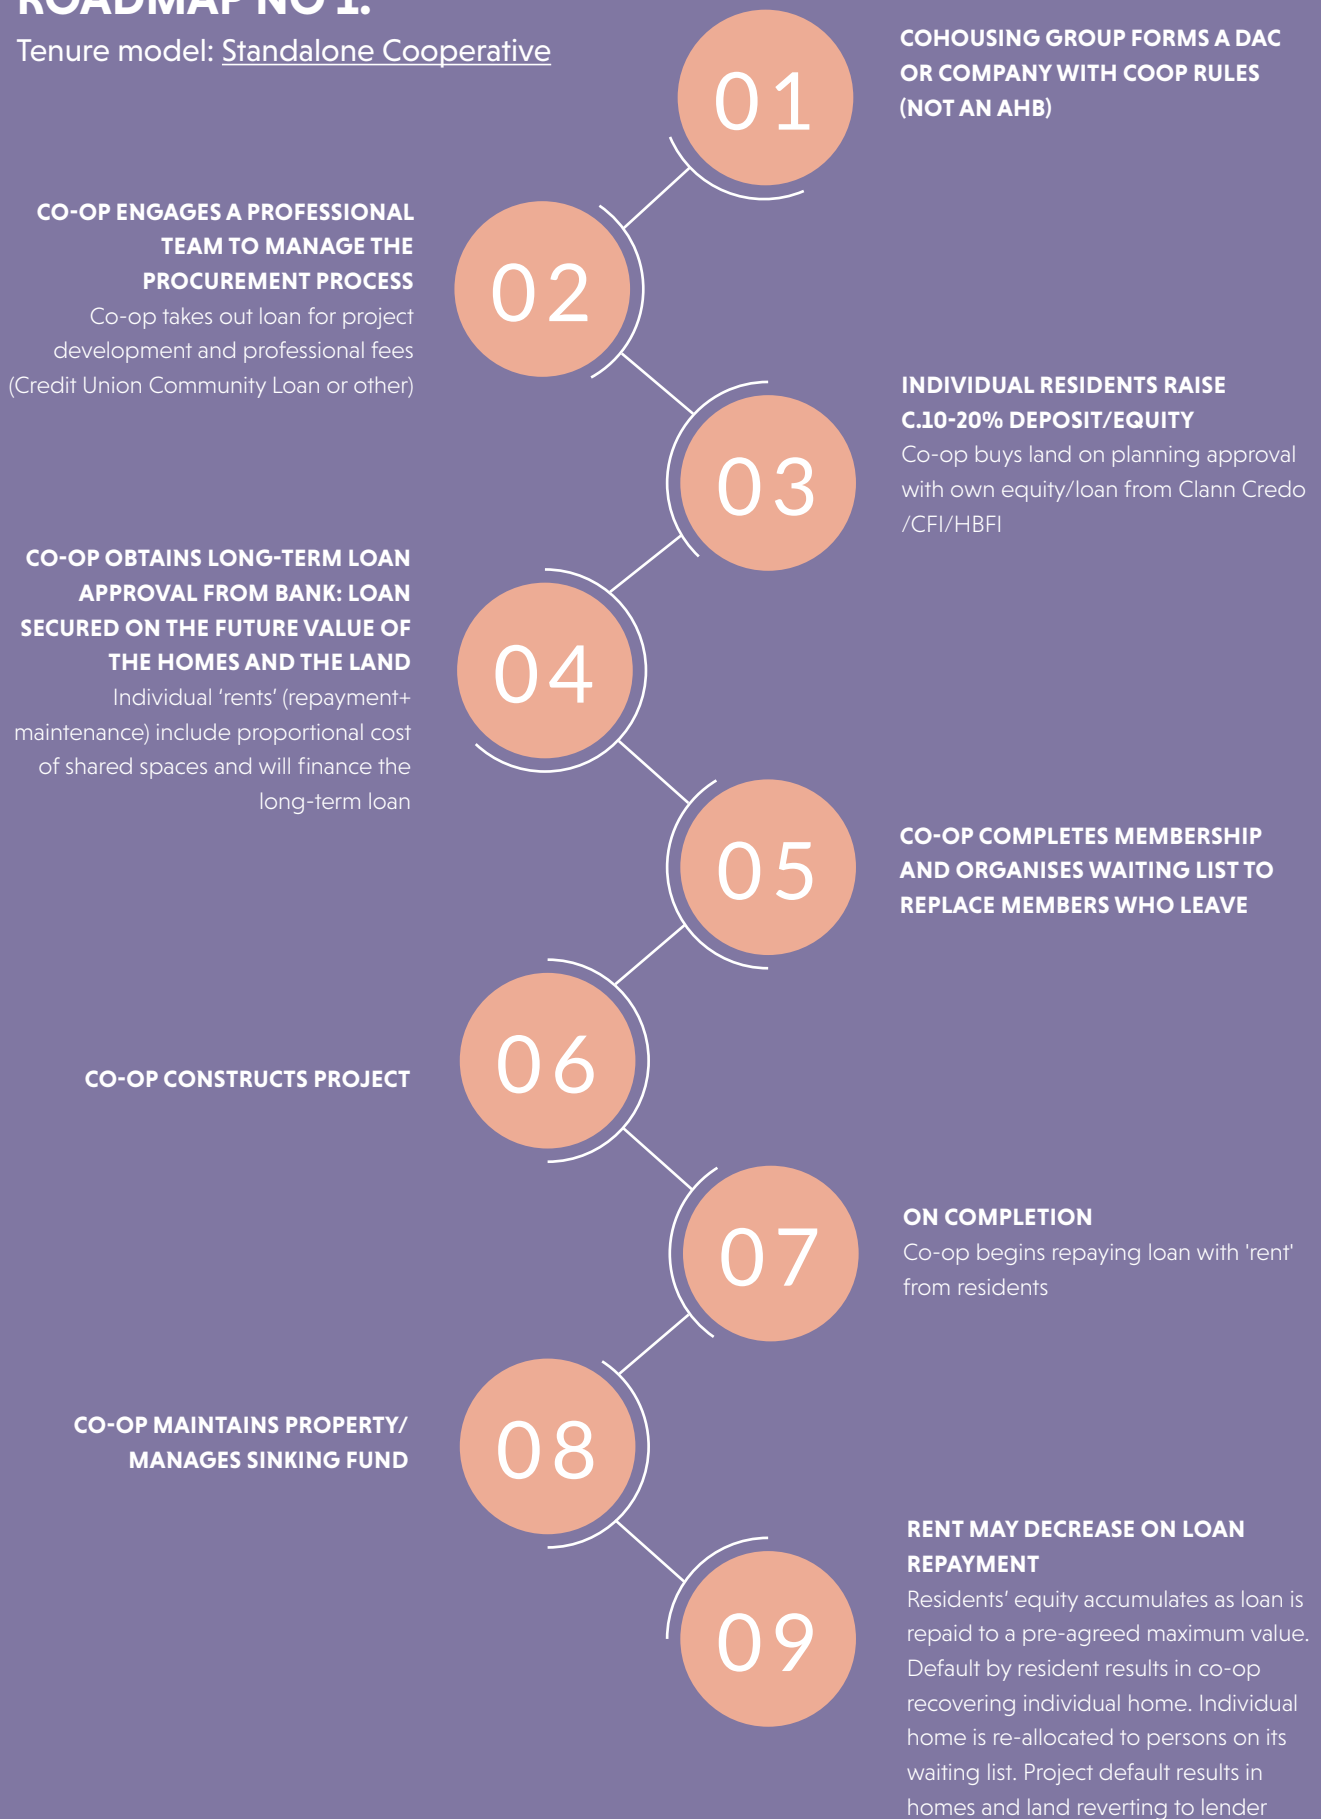 ROADMAP NO 1.
Tenure model: Standalone Cooperative
01
COHOUSING GROUP FORMS A DAC
OR COMPANY WITH COOP RULES
(NOT AN AHB)
02
CO-OP ENGAGES A PROFESSIONAL
TEAM TO MANAGE THE
PROCUREMENT PROCESS
Co-op takes out loan for project
development and professional fees
(Credit Union Community Loan or other)
03
INDIVIDUAL RESIDENTS RAISE
C.10-20% DEPOSIT/EQUITY
Co-op buys land on planning approval
with own equity/loan from Clann Credo
/CFI/HBFI
04
CO-OP OBTAINS LONG-TERM LOAN
APPROVAL FROM BANK: LOAN
SECURED ON THE FUTURE VALUE OF
THE HOMES AND THE LAND
Individual ‘rents’ (repayment+
maintenance) include proportional cost
of shared spaces and will finance the
long-term loan
05
CO-OP COMPLETES MEMBERSHIP
AND ORGANISES WAITING LIST TO
REPLACE MEMBERS WHO LEAVE
06
CO-OP CONSTRUCTS PROJECT
07
ON COMPLETION
Co-op begins repaying loan with 'rent'
from residents
08
CO-OP MAINTAINS PROPERTY/
MANAGES SINKING FUND
09
RENT MAY DECREASE ON LOAN
REPAYMENT
Residents’ equity accumulates as loan is
repaid to a pre-agreed maximum value.
Default by resident results in co-op
recovering individual home. Individual
home is re-allocated to persons on its
waiting list. Project default results in
homes and land reverting to lender